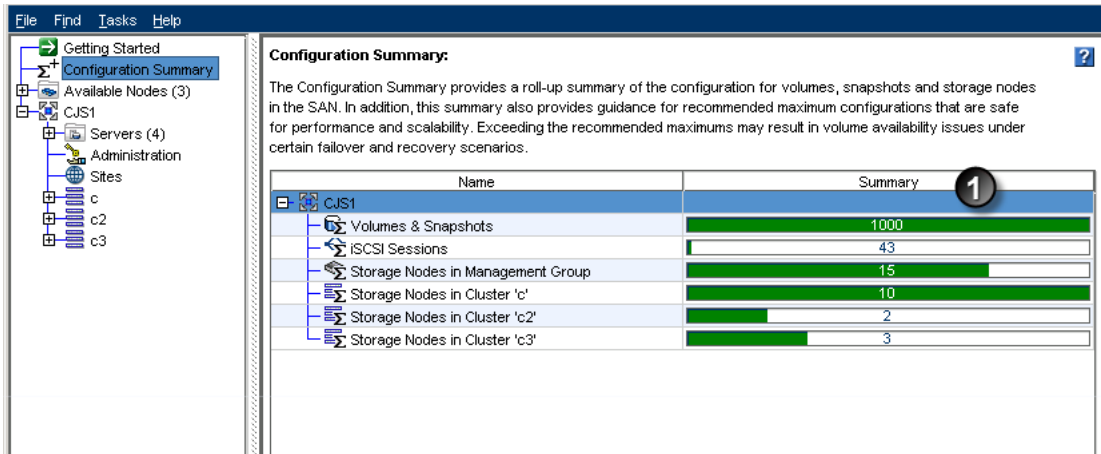 File Find Tasks Help
Getting Started
Configuration Summary
Available Nodes (3)
CJS1
Servers (4)
Administration
Sites
c
c2
c3
Configuration Summary:
?
The Configuration Summary provides a roll-up summary of the configuration for volumes, snapshots and storage nodes
in the SAN. In addition, this summary also provides guidance for recommended maximum configurations that are safe
for performance and scalability. Exceeding the recommended maximums may result in volume availability issues under
certain failover and recovery scenarios.
Name Summary
1
CJS1
Volumes & Snapshots 1000
iSCSI Sessions 43
Storage Nodes in Management Group 15
Storage Nodes in Cluster 'c' 10
Storage Nodes in Cluster 'c2' 2
Storage Nodes in Cluster 'c3' 3